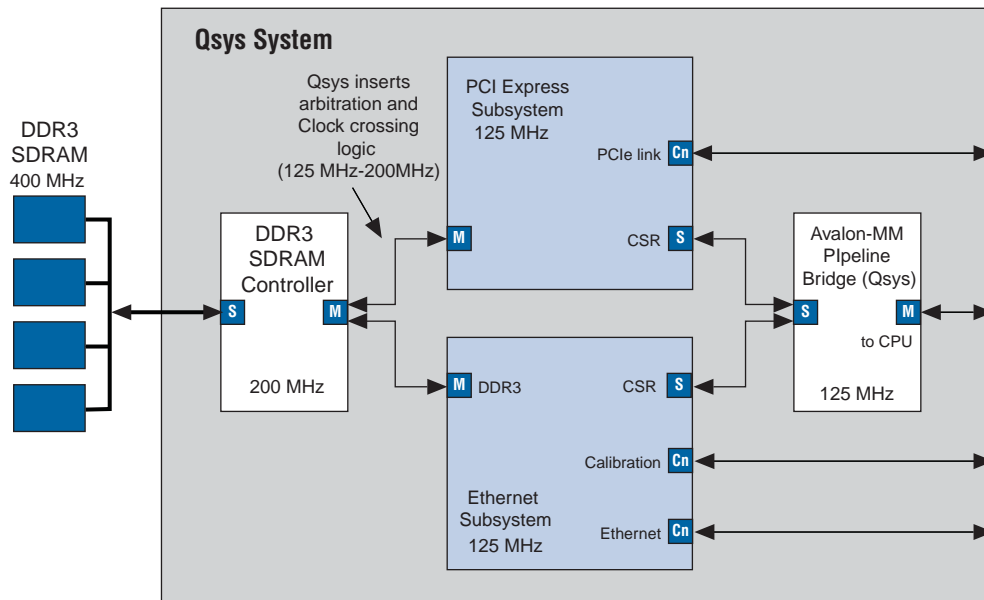 Qsys System
Qsys inserts
arbitration and
Clock crossing
logic
(125 MHz-200MHz)
DDR3
SDRAM
400 MHz
DDR3
SDRAM
Controller
S
M
200 MHz
PCI Express
Subsystem
125 MHz
PCIe link
Cn
M
CSR
S
M
DDR3
CSR
S
Calibration
Cn
Ethernet
Subsystem
125 MHz
Ethernet
Cn
Avalon-MM
PIpeline
Bridge (Qsys)
S
M
to CPU
125 MHz